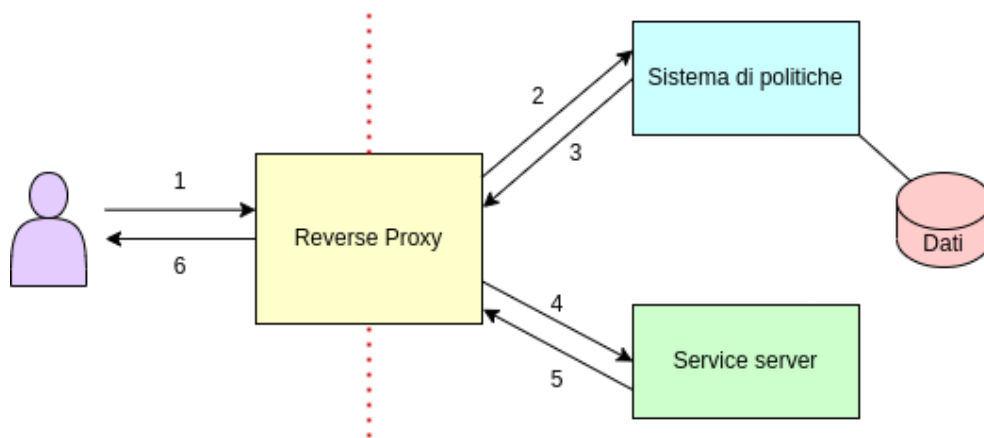 Sistema di politiche
2
3
1
Reverse Proxy
Dati
6
4
Service server
5